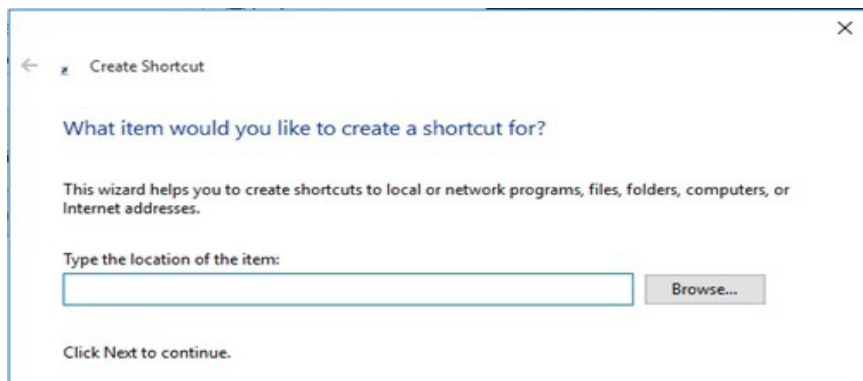 Create Shortcut
What item would you like to create a shortcut for?
This wizard helps you to create shortcuts to local or network programs, files, folders, computers, or
Internet addresses.
Type the location of the item:
Browse...
Click Next to continue.